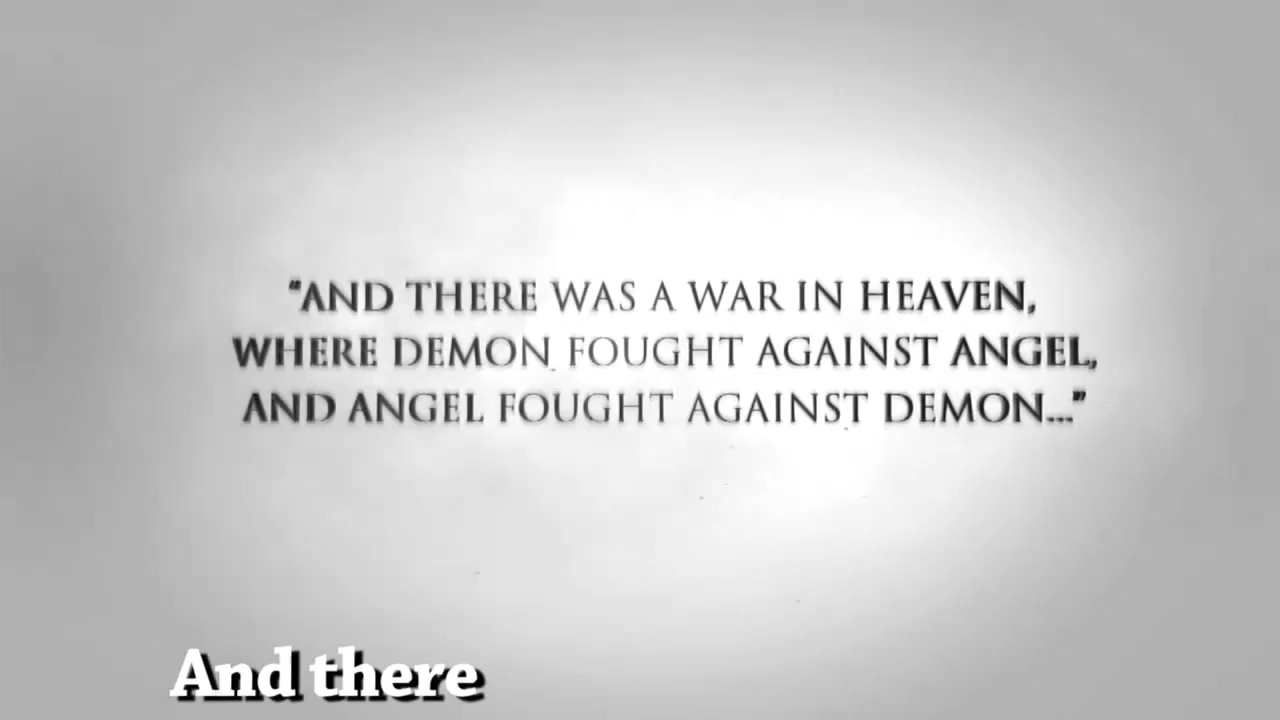 "AND THERE WAS A WAR IN HEAVEN,
WHERE DEMON FOUGHT AGAINST ANGEL,
AND ANGEL FOUGHT AGAINST DEMON..."
And there